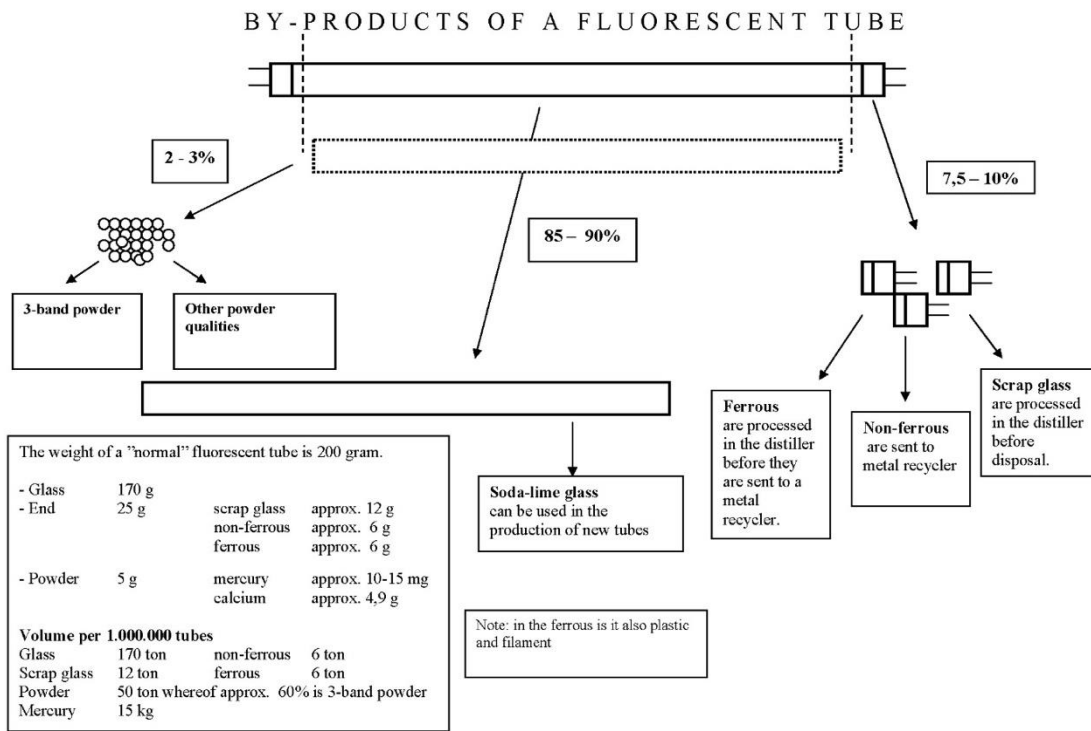 BY-PRODUCTS OF A FLUORESCENT TUBE
2 - 3%
7,5 – 10%
85 – 90%
3-band powder
Other powder
qualities
Ferrous
are processed
in the distiller
before they
are sent to a
metal
recycler.
Non-ferrous
are sent to
metal recycler
Scrap glass
are processed
in the distiller
before
disposal.
Soda-lime glass
can be used in the
production of new tubes
The weight of a ”normal” fluorescent tube is 200 gram.
- Glass 170 g
- End 25 g scrap glass approx. 12 g
non-ferrous approx. 6 g
ferrous approx. 6 g
- Powder 5 g mercury approx. 10-15 mg
calcium approx. 4,9 g
Volume per 1.000.000 tubes
Glass 170 ton non-ferrous 6 ton
Scrap glass 12 ton ferrous 6 ton
Powder 50 ton whereof approx. 60% is 3-band powder
Mercury 15 kg
Note: in the ferrous is it also plastic
and filament